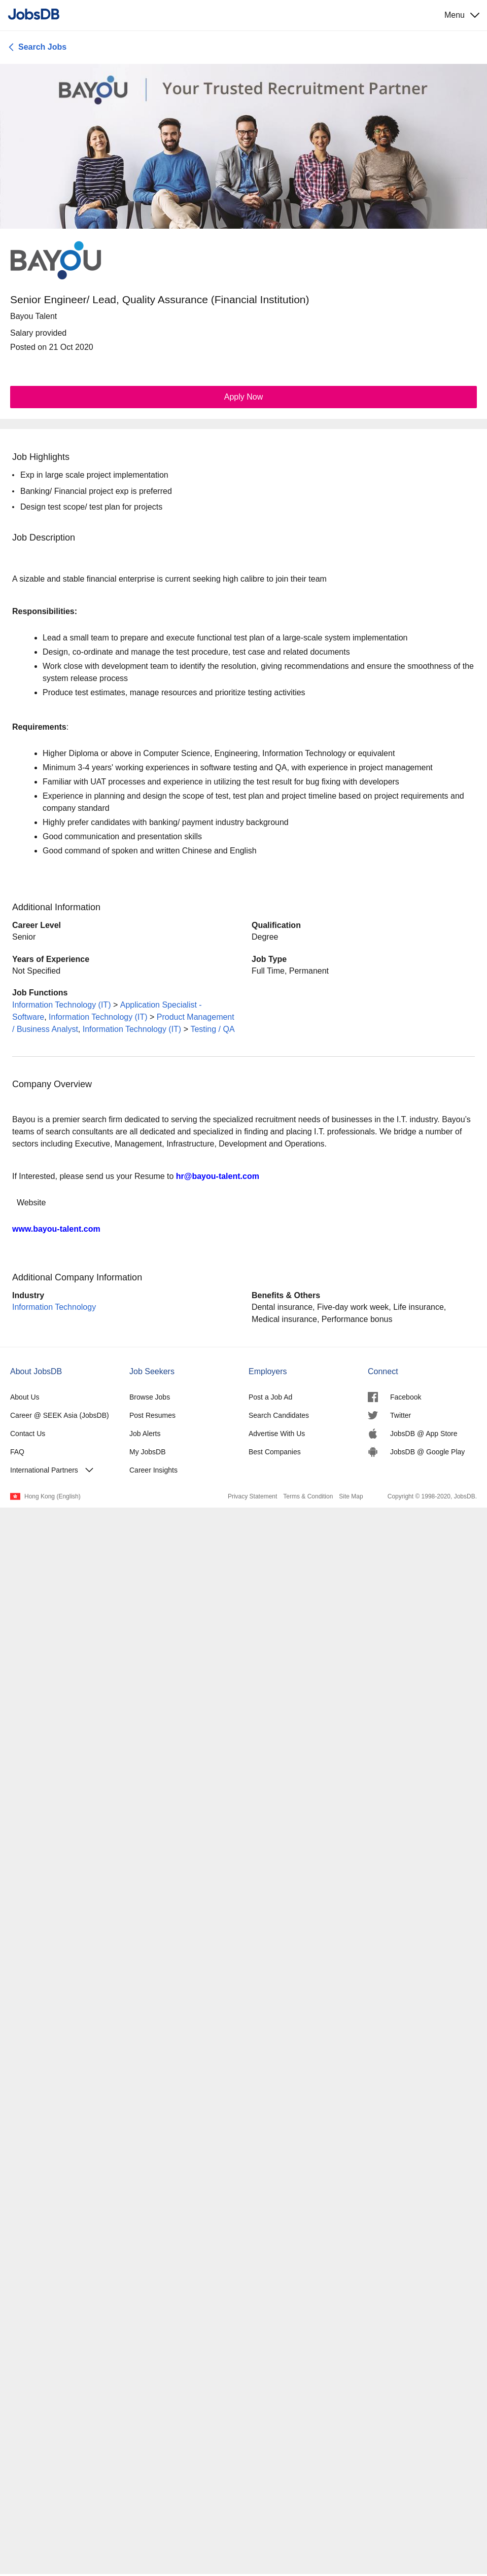 JobsDB
Menu
Search Jobs
BAYOU
Your Trusted Recruitment Partner
BAYOU
Senior Engineer/ Lead, Quality Assurance (Financial Institution)
Bayou Talent
Salary provided
Posted on 21 Oct 2020
Apply Now
Job Highlights
• Exp in large scale project implementation
• Banking/ Financial project exp is preferred
• Design test scope/ test plan for projects
Job Description
A sizable and stable financial enterprise is current seeking high calibre to join their team
Responsibilities:
• Lead a small team to prepare and execute functional test plan of a large-scale system implementation
• Design, co-ordinate and manage the test procedure, test case and related documents
• Work close with development team to identify the resolution, giving recommendations and ensure the smoothness of the
system release process
• Produce test estimates, manage resources and prioritize testing activities
Requirements:
• Higher Diploma or above in Computer Science, Engineering, Information Technology or equivalent
• Minimum 3-4 years' working experiences in software testing and QA, with experience in project management
• Familiar with UAT processes and experience in utilizing the test result for bug fixing with developers
• Experience in planning and design the scope of test, test plan and project timeline based on project requirements and
company standard
• Highly prefer candidates with banking/ payment industry background
• Good communication and presentation skills
• Good command of spoken and written Chinese and English
Additional Information
Career Level
Senior
Qualification
Degree
Years of Experience
Not Specified
Job Type
Full Time, Permanent
Job Functions
Information Technology (IT) > Application Specialist -
Software, Information Technology (IT) > Product Management
/ Business Analyst, Information Technology (IT) > Testing / QA
Company Overview
Bayou is a premier search firm dedicated to serving the specialized recruitment needs of businesses in the I.T. industry. Bayou's
teams of search consultants are all dedicated and specialized in finding and placing I.T. professionals. We bridge a number of
sectors including Executive, Management, Infrastructure, Development and Operations.
If Interested, please send us your Resume to hr@bayou-talent.com
Website
www.bayou-talent.com
Additional Company Information
Industry
Information Technology
Benefits & Others
Dental insurance, Five-day work week, Life insurance,
Medical insurance, Performance bonus
About JobsDB
About Us
Career @ SEEK Asia (JobsDB)
Contact Us
FAQ
International Partners
Job Seekers
Browse Jobs
Post Resumes
Job Alerts
My JobsDB
Career Insights
Employers
Post a Job Ad
Search Candidates
Advertise With Us
Best Companies
Connect
Facebook
Twitter
JobsDB @ App Store
JobsDB @ Google Play
Hong Kong (English)
Privacy Statement
Terms & Condition
Site Map
Copyright © 1998-2020, JobsDB.